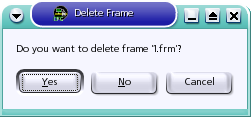 Delete Frame
Do you want to delete frame '1.frm'?
Yes No Cancel